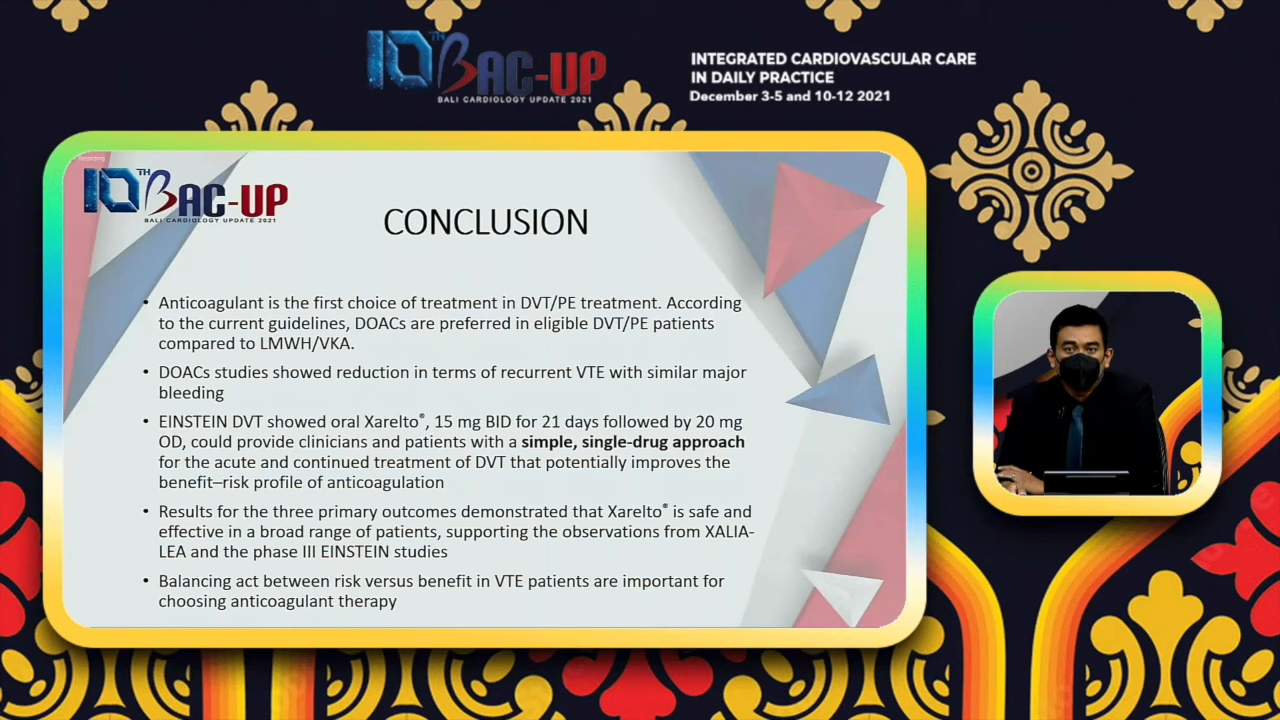 10TH BAC-UP
BALI CARDIOLOGY UPDATE 2021
INTEGRATED CARDIOVASCULAR CARE
IN DAILY PRACTICE
December 3-5 and 10-12 2021
Recording
10TH BAC-UP
BALI CARDIOLOGY UPDATE 2021
CONCLUSION
• Anticoagulant is the first choice of treatment in DVT/PE treatment. According
to the current guidelines, DOACs are preferred in eligible DVT/PE patients
compared to LMWH/VKA.
• DOACs studies showed reduction in terms of recurrent VTE with similar major
bleeding
• EINSTEIN DVT showed oral Xarelto®, 15 mg BID for 21 days followed by 20 mg
OD, could provide clinicians and patients with a simple, single-drug approach
for the acute and continued treatment of DVT that potentially improves the
benefit–risk profile of anticoagulation
• Results for the three primary outcomes demonstrated that Xarelto® is safe and
effective in a broad range of patients, supporting the observations from XALIA-
LEA and the phase III EINSTEIN studies
• Balancing act between risk versus benefit in VTE patients are important for
choosing anticoagulant therapy